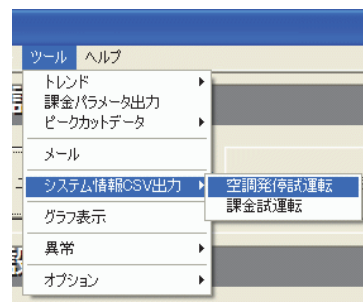 ツール ヘルプ
トレンド
課金パラメータ出力
ピークカットデータ
メール
システム情報CSV出力
空調発停試運転
課金試運転
グラフ表示
異常
オプション